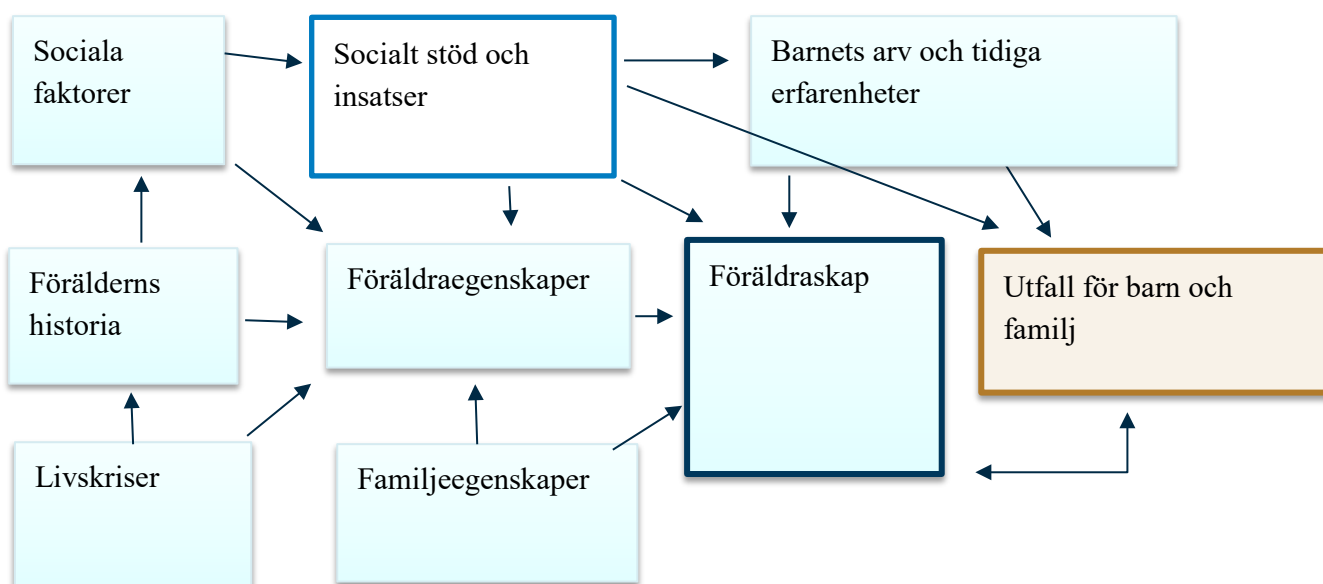 Sociala
faktorer
Socialt stöd och
insatser
Barnets arv och tidiga
erfarenheter
Förälderns
historia
Föräldraegenskaper
Föräldraskap
Utfall för barn och
familj
Livskriser
Familjeegenskaper